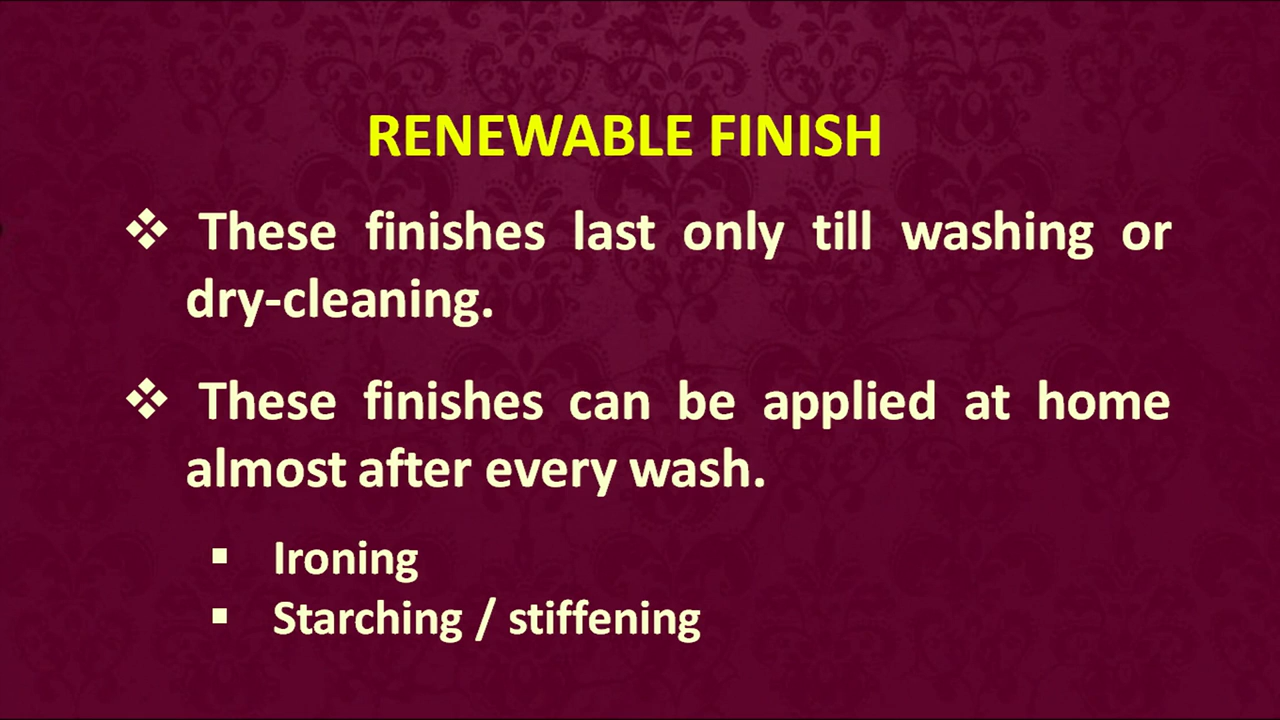 RENEWABLE FINISH
❖ These finishes last only till washing or
dry-cleaning.
❖ These finishes can be applied at home
almost after every wash.
▪ Ironing
▪ Starching / stiffening